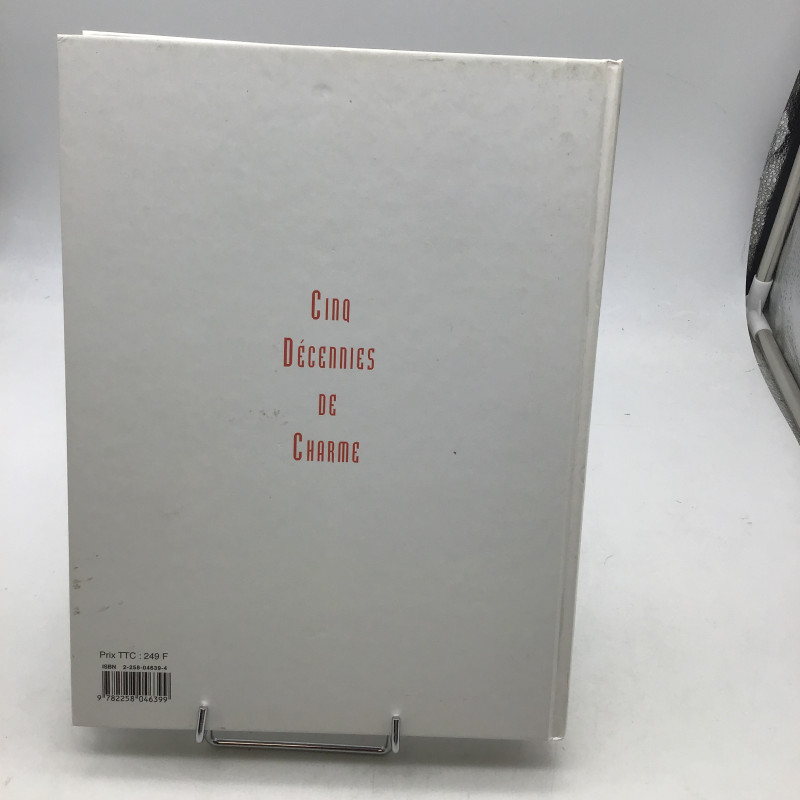 Cinq
Décennies
de
Charme
Prix TTC : 249 F
ISBN 2-258-04639-4
9 782258 046399